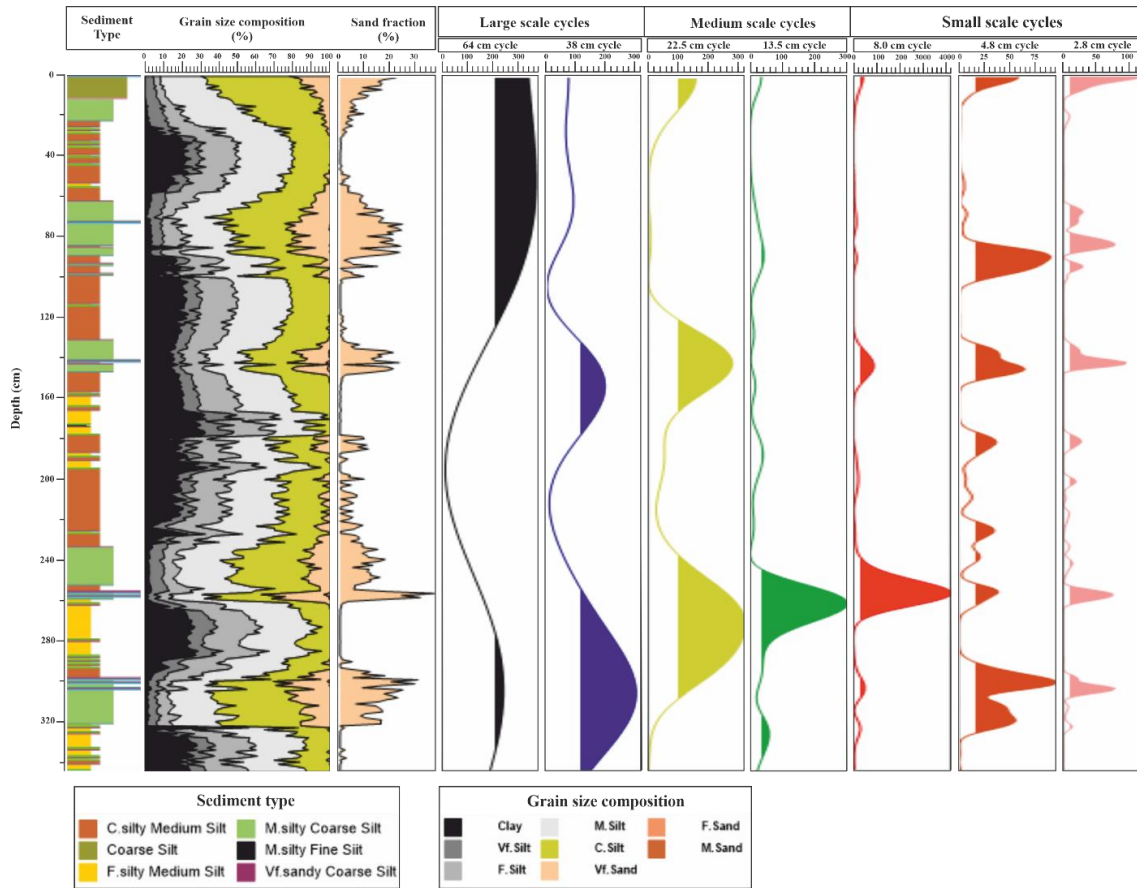 Sediment Type
Grain size composition (%)
Sand fraction (%)
Large scale cycles
Medium scale cycles
Small scale cycles
64 cm cycle
38 cm cycle
22.5 cm cycle
13.5 cm cycle
8.0 cm cycle
4.8 cm cycle
2.8 cm cycle
0 10 20 30 40 50 60 70 80 90 100
0 10 20 30
0 100 200 300
0 100 200 300
0 100 200
0 100 200 300
0 200 4000
0 25 50 75
0 50 100
Depth (cm)
0
40
80
120
160
200
240
280
320
Sediment type
C.silty Medium Silt
M.silty Coarse Silt
Coarse Silt
M.silty Fine Silt
F.silty Medium Silt
Vf.sandy Coarse Silt
Grain size composition
Clay
M.Silt
F.Sand
Vf.Silt
C.Silt
M.Sand
F.Silt
Vf.Sand